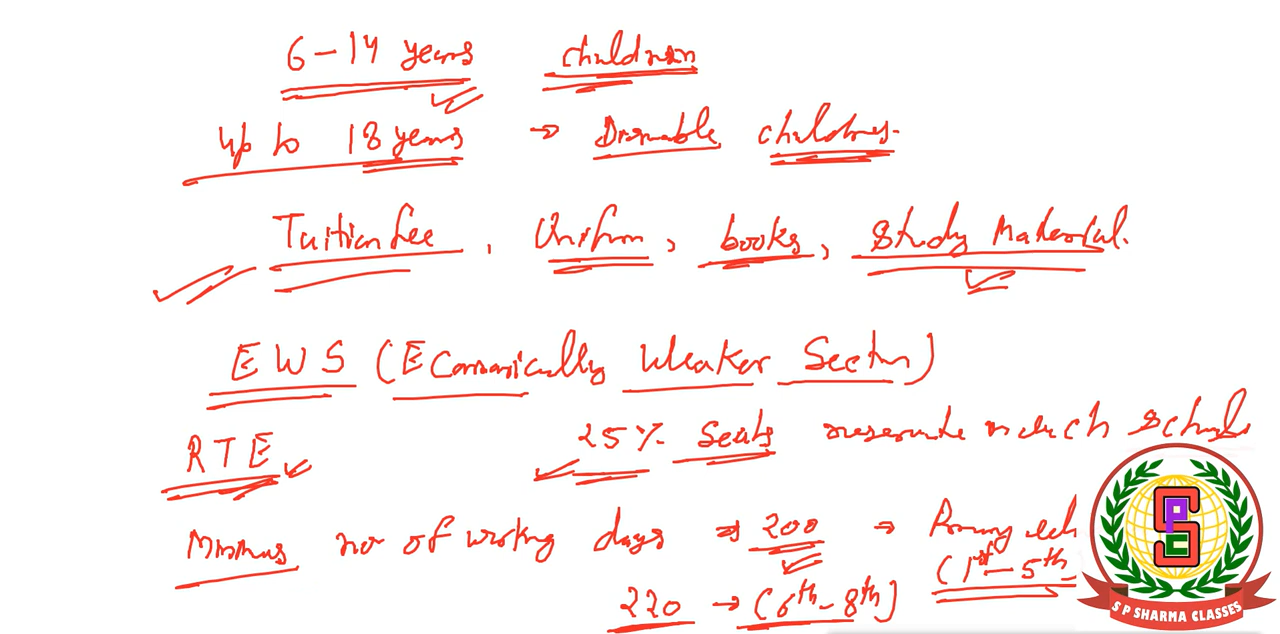 6-14 years children
up to 18 years → Disable children.
Tuition fee, Uniform, books, Study Material.
EWS (Economically Weaker Section)
RTE 25% Seats in each school
Minimum no of working days → 200 → Primary
(1st - 5th
220 → (6th - 8th)
SPSC
S P SHARMA CLASSES